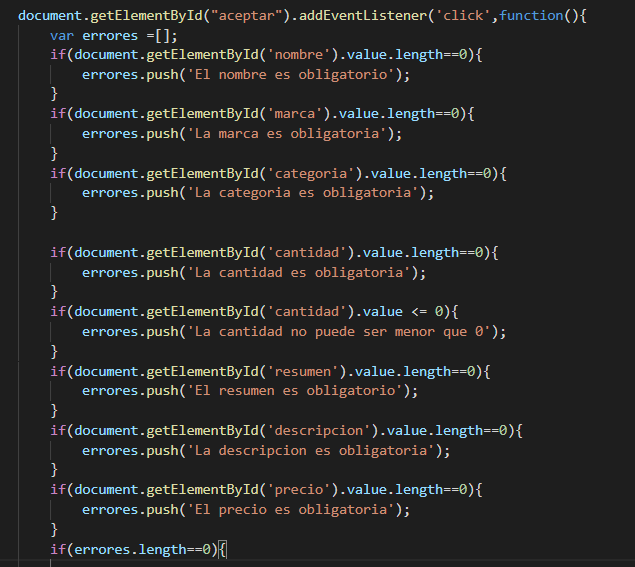 document.getElementById("aceptar").addEventListener('click',function(){
    var errores =[];
    if(document.getElementById('nombre').value.length==0){
        errores.push('El nombre es obligatorio');
    }
    if(document.getElementById('marca').value.length==0){
        errores.push('La marca es obligatoria');
    }
    if(document.getElementById('categoria').value.length==0){
        errores.push('La categoria es obligatoria');
    }

    if(document.getElementById('cantidad').value.length==0){
        errores.push('La cantidad es obligatoria');
    }
    if(document.getElementById('cantidad').value <= 0){
        errores.push('La cantidad no puede ser menor que 0');
    }
    if(document.getElementById('resumen').value.length==0){
        errores.push('El resumen es obligatorio');
    }
    if(document.getElementById('descripcion').value.length==0){
        errores.push('La descripcion es obligatoria');
    }
    if(document.getElementById('precio').value.length==0){
        errores.push('El precio es obligatoria');
    }
    if(errores.length==0){